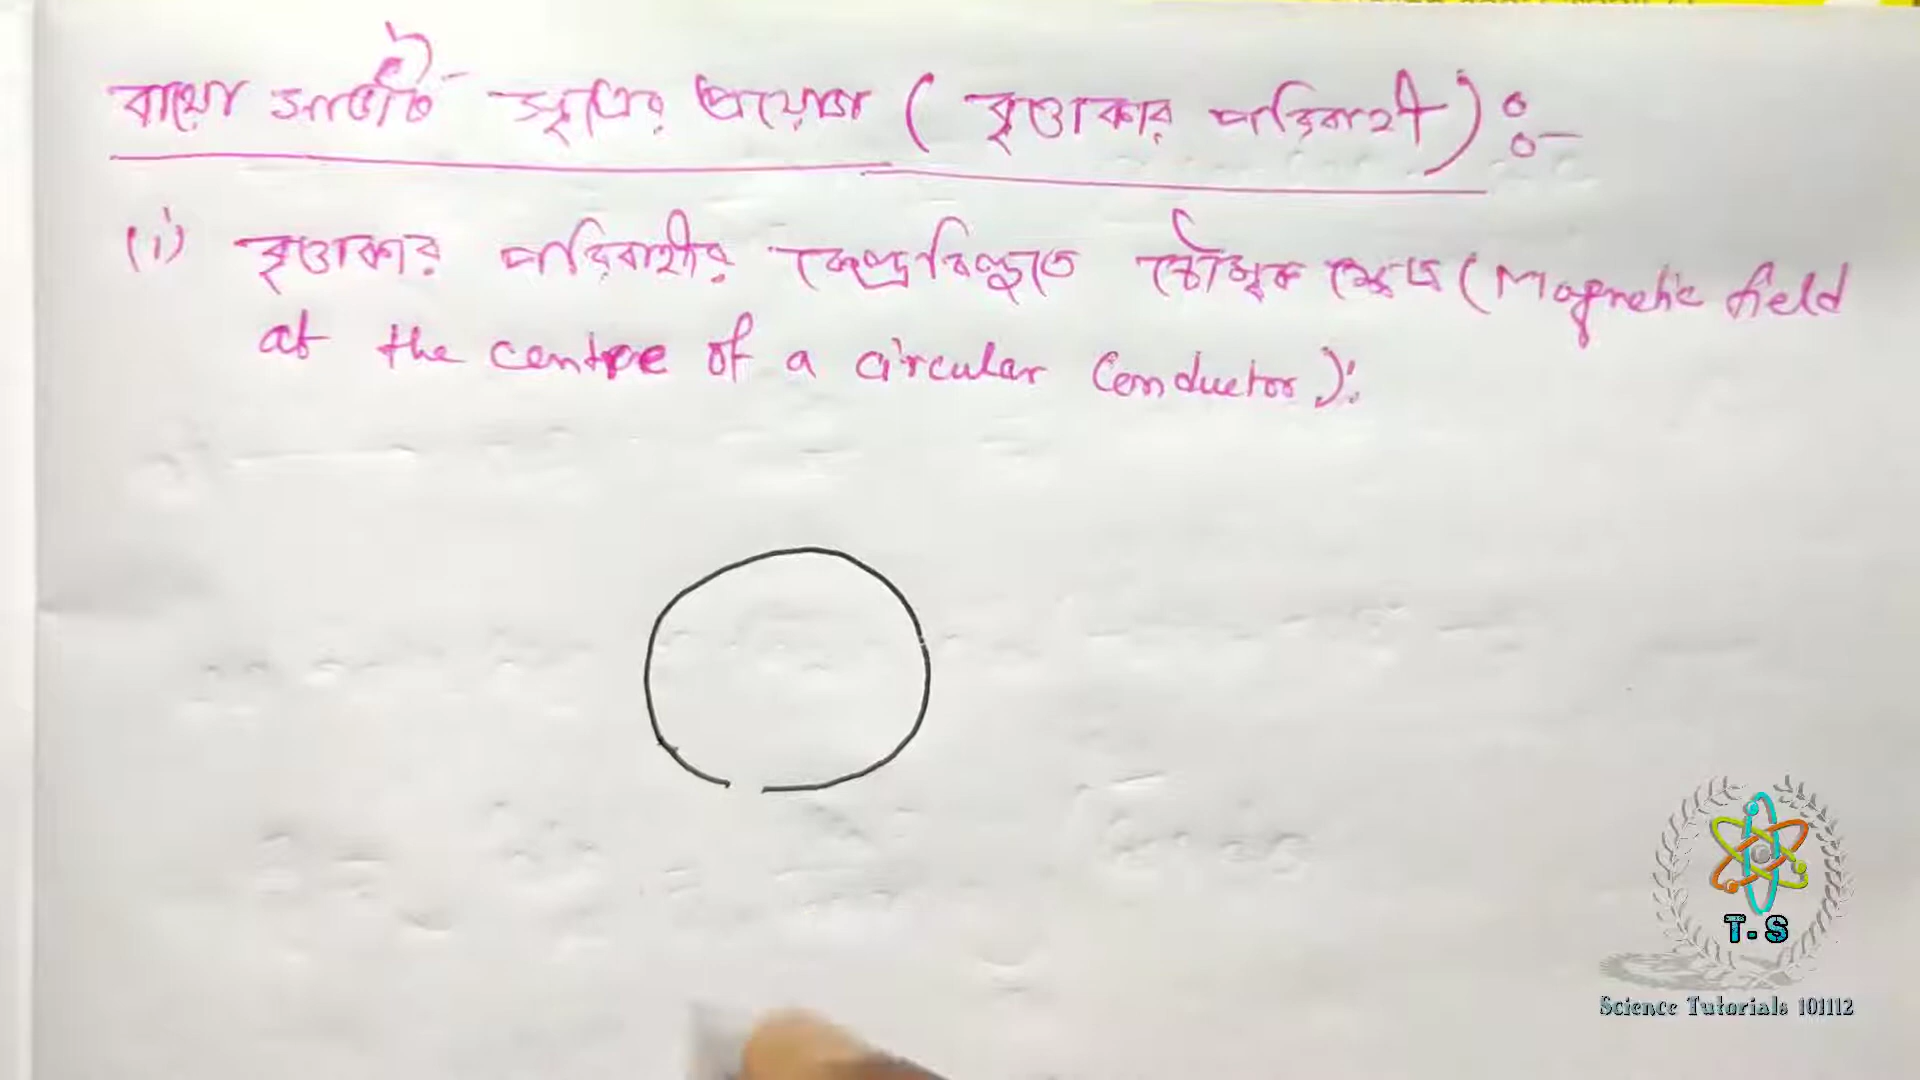 বায়ো সাভার্ট সূত্রের প্রয়োগ ( বৃত্তাকার পরিবাহী ) :-
(i) বৃত্তাকার পরিবাহীর কেন্দ্রবিন্দুতে চৌম্বক ক্ষেত্র ( Magnetic field
at the centre of a circular Conductor ):
T.S
Science Tutorials 101112